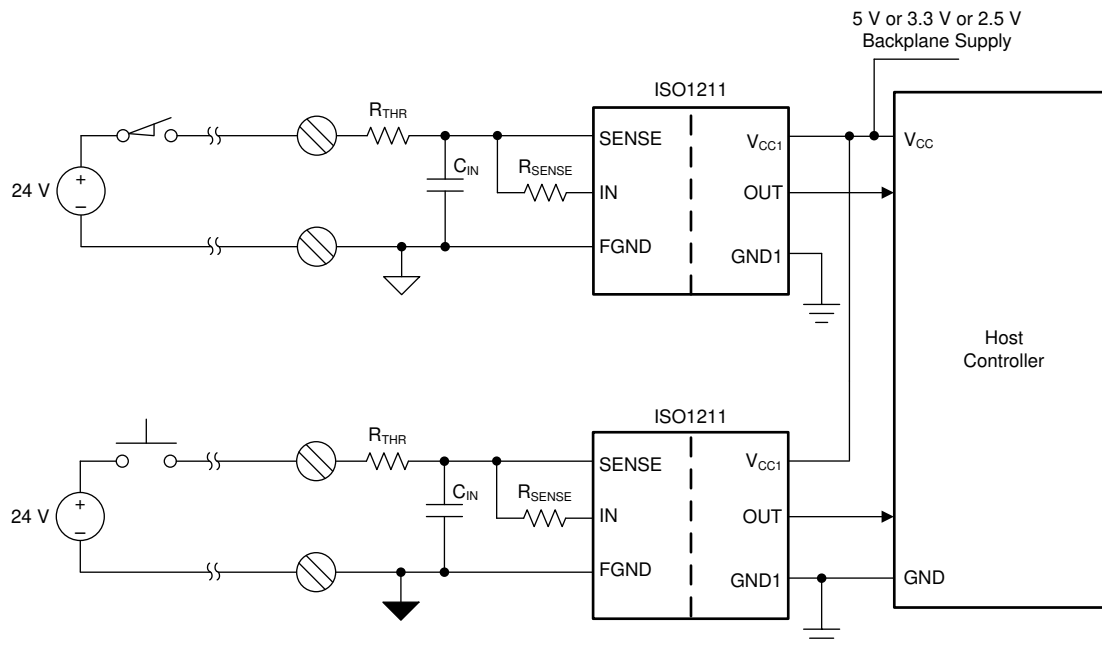 5 V or 3.3 V or 2.5 V
Backplane Supply
ISO1211
R_THR
SENSE
V_CC1
V_CC
C_IN
R_SENSE
24 V
+
−
IN
OUT
FGND
GND1
Host
Controller
ISO1211
R_THR
SENSE
V_CC1
C_IN
R_SENSE
24 V
+
−
IN
OUT
FGND
GND1
GND